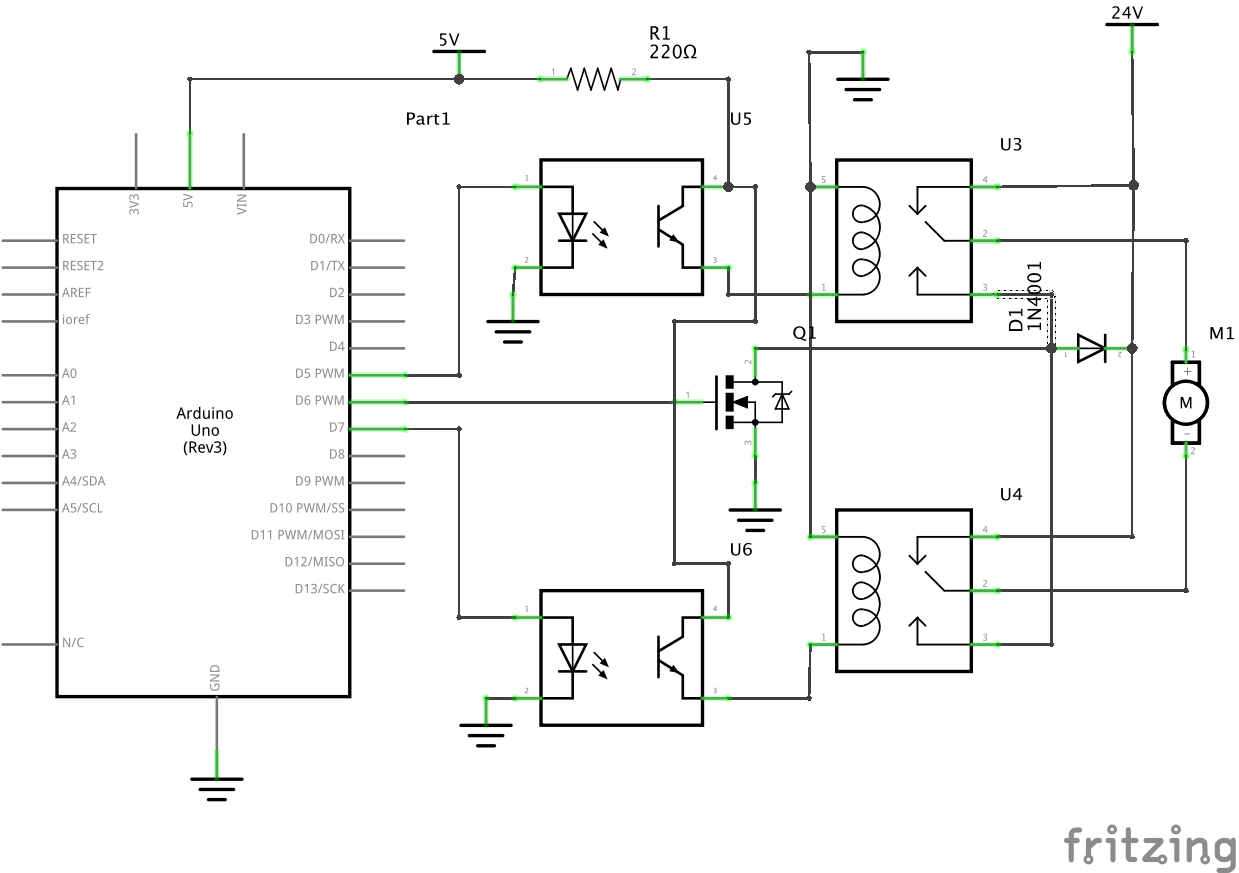 24V
5V
R1
220Ω
Part1
U5
U3
1 2
3V3 5V VIN
1 4 5 4
RESET D0/RX
2
RESET2 D1/TX
2 3 1 3
AREF D2
ioref D3 PWM
D1
1N4001
Q1
M1
D4
2 1 2 1
A0 D5 PWM
+
A1 D6 PWM
1
M
Arduino
Uno
(Rev3)
A2 D7
-
3 2
A3 D8
A4/SDA D9 PWM
U4
A5/SCL D10 PWM/SS
D11 PWM/MOSI
5 4
U6
D12/MISO
D13/SCK
2
1 4
N/C
1 3
GND
2 3
fritzing